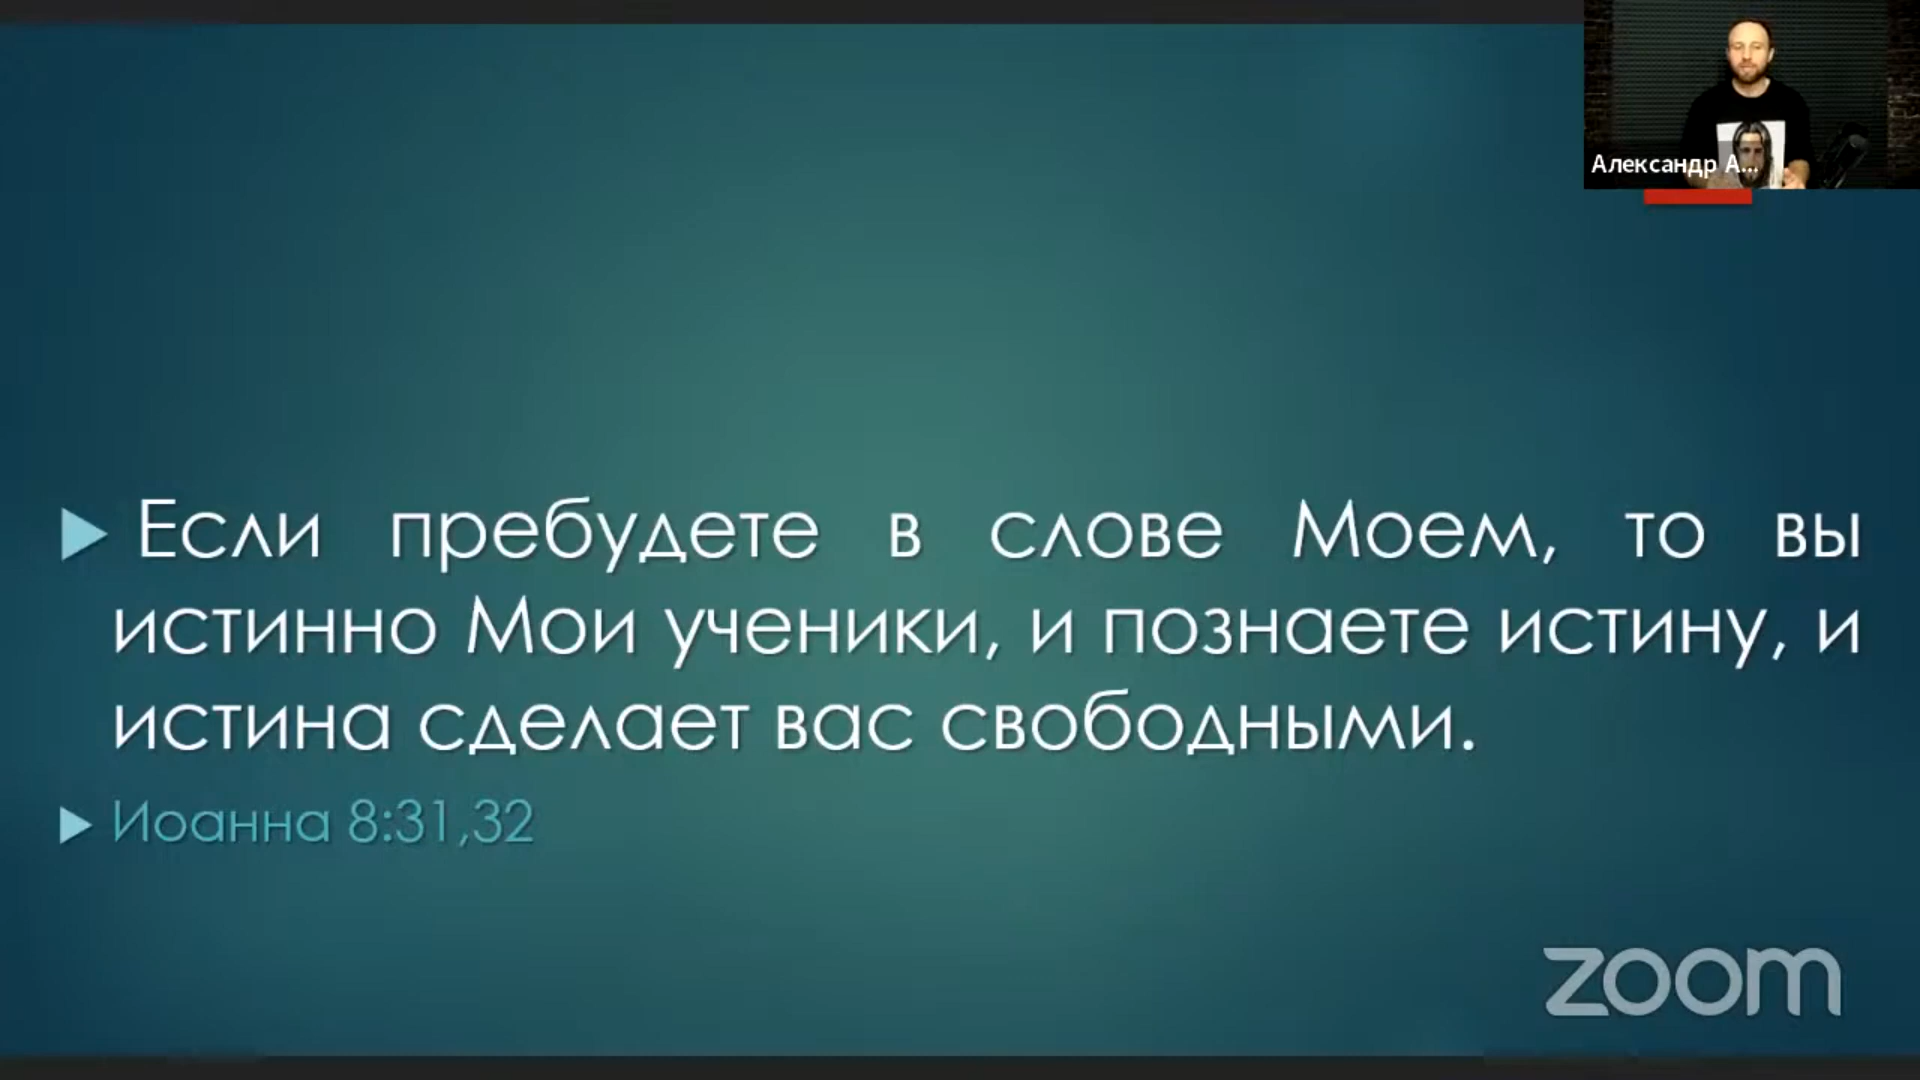 Александр А...
Если пребудете в слове Моем, то вы
истинно Мои ученики, и познаете истину, и
истина сделает вас свободными.
Иоанна 8:31,32
zoom